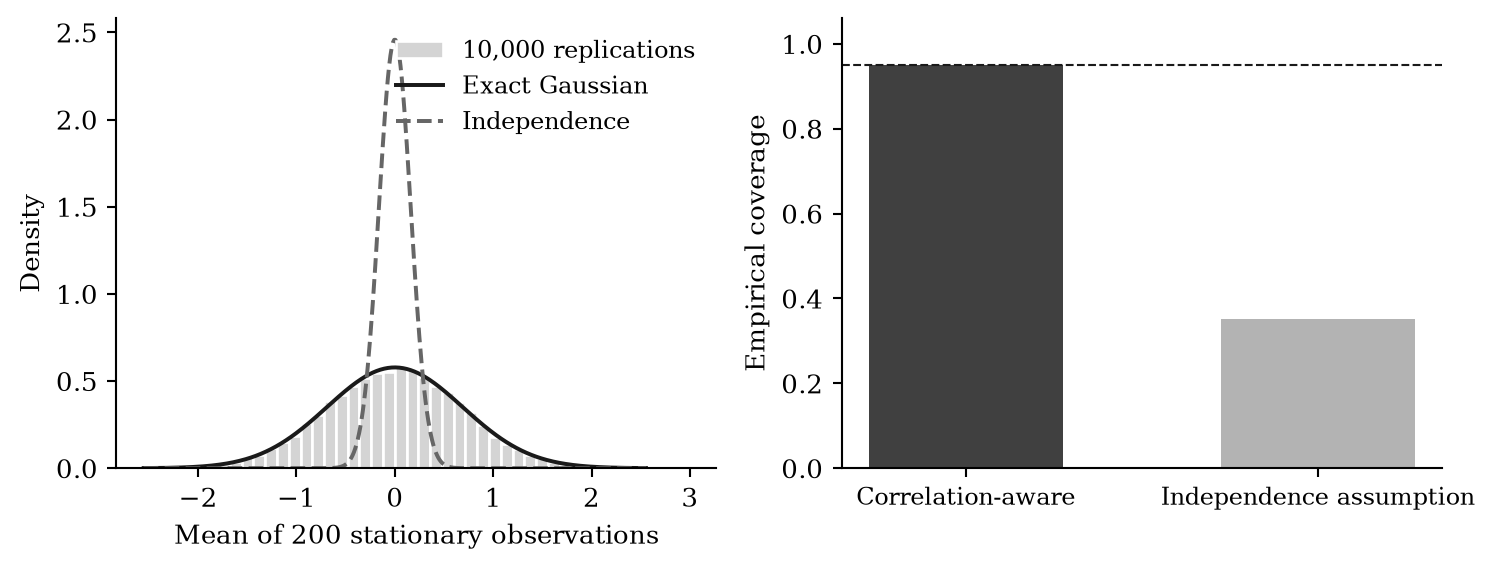 2.5
2.0
1.5
1.0
0.5
0.0
Density
−2 −1 0 1 2 3
Mean of 200 stationary observations
10,000 replications
Exact Gaussian
Independence
1.0
0.8
0.6
0.4
0.2
0.0
Empirical coverage
Correlation-aware Independence assumption